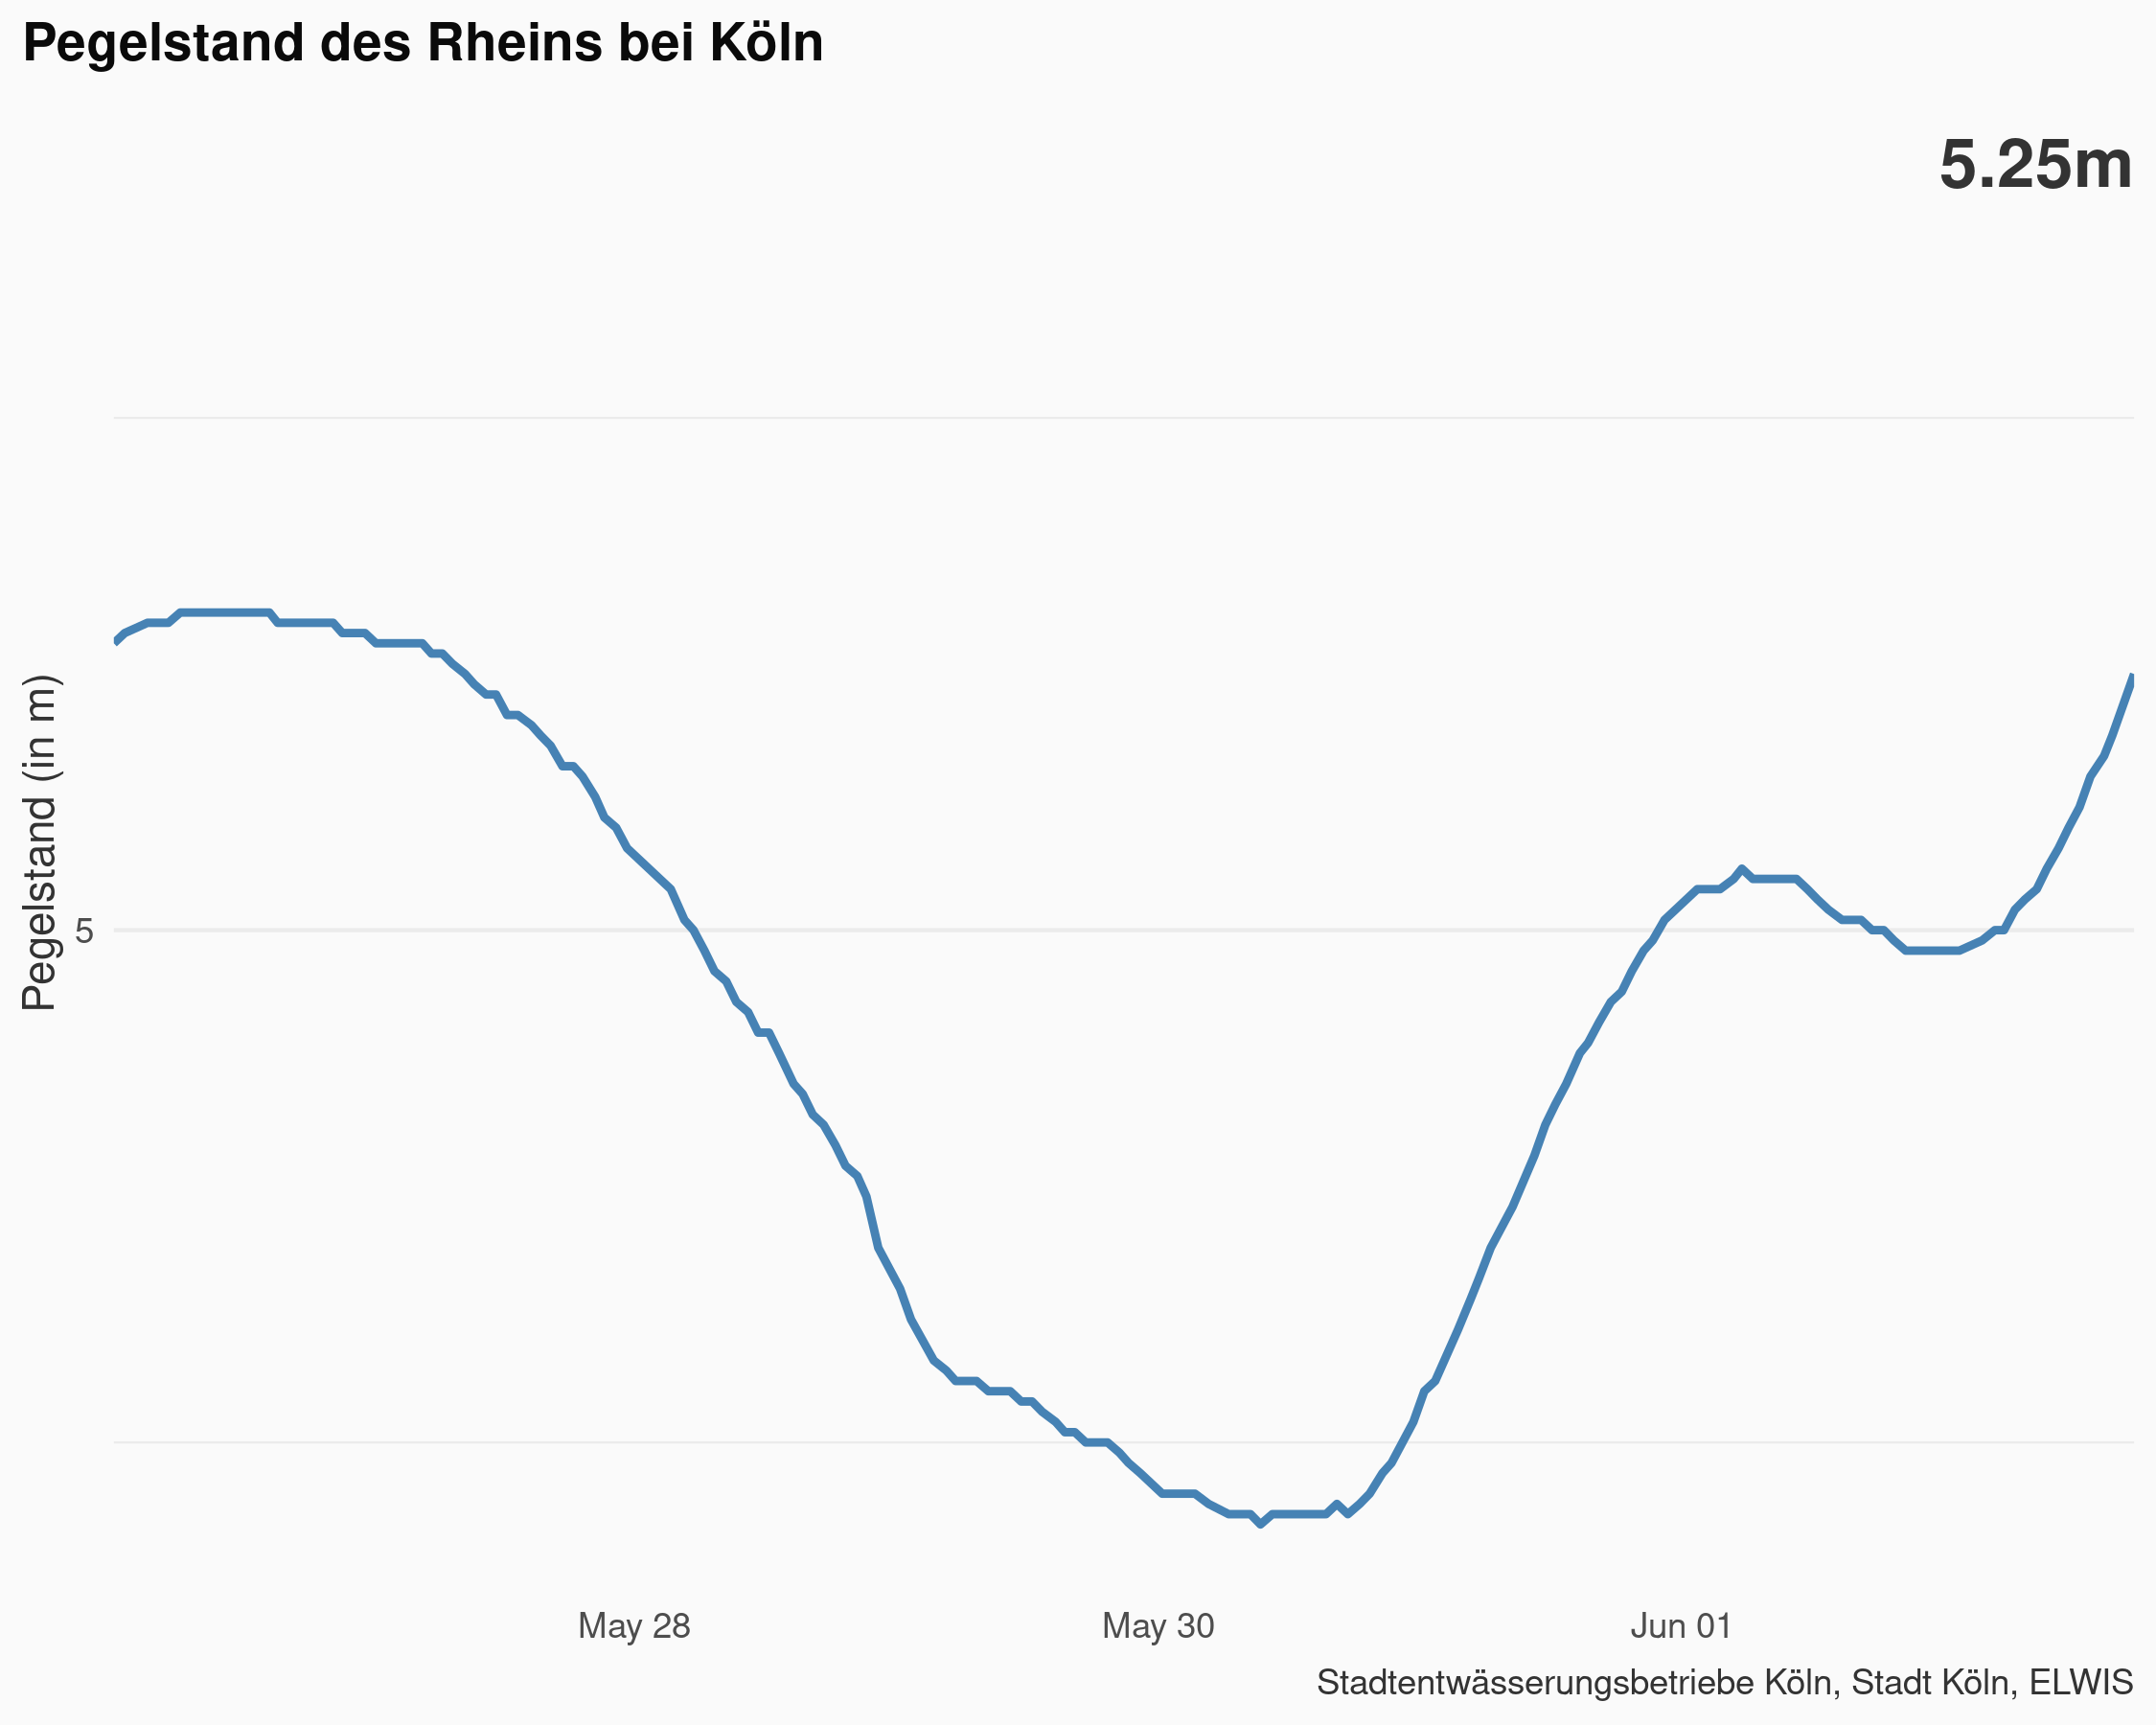 Pegelstand des Rheins bei Köln
5.25m
Pegelstand (in m)
5
May 28
May 30
Jun 01
Stadtentwässerungsbetriebe Köln, Stadt Köln, ELWIS